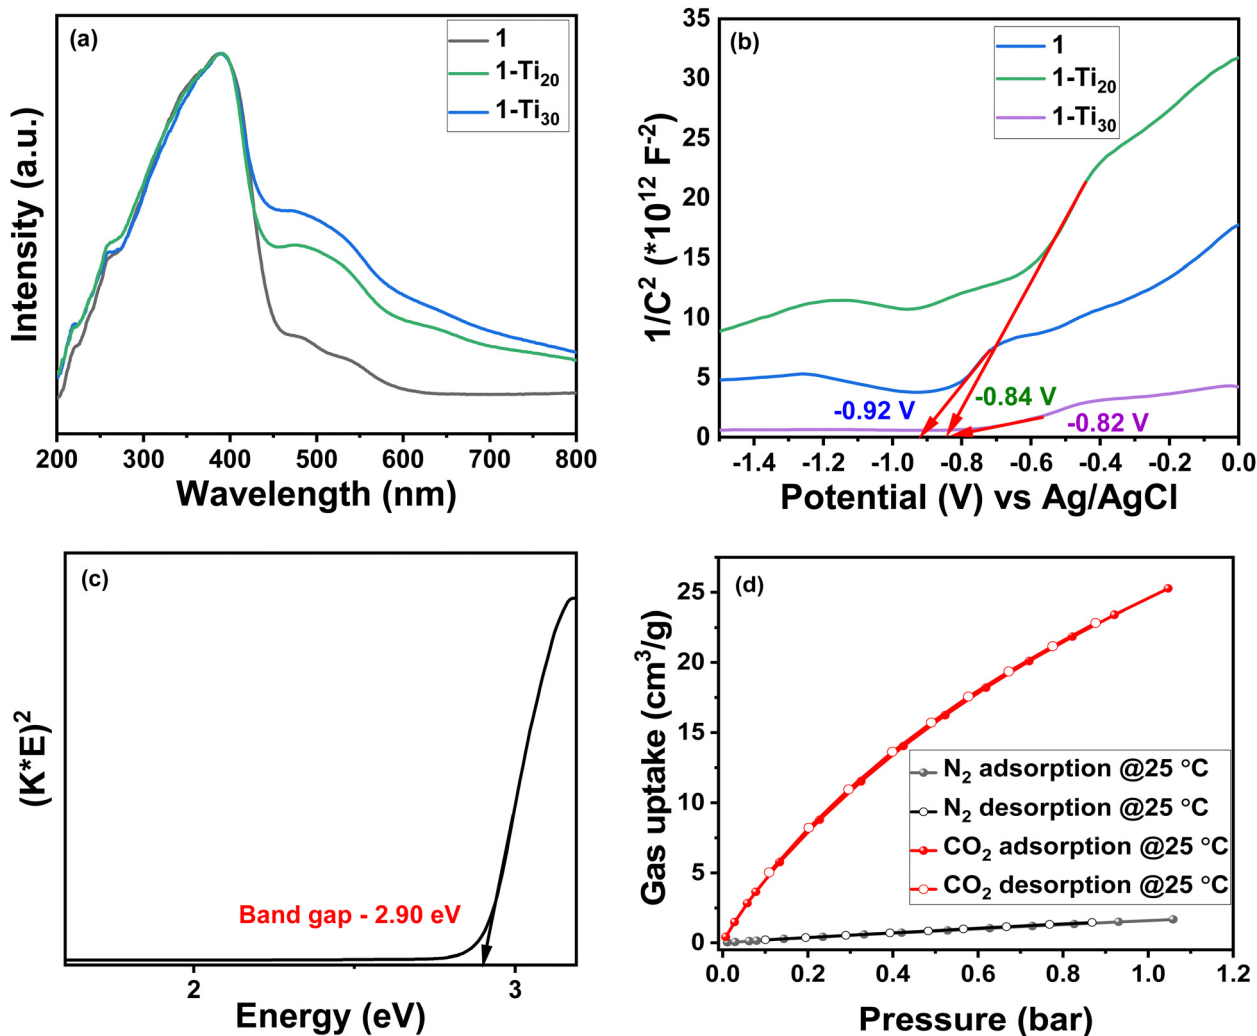 (a)
1
1-Ti20
1-Ti30
Intensity (a.u.)
200 300 400 500 600 700 800
Wavelength (nm)
(b)
1
1-Ti20
1-Ti30
35
30
25
20
15
10
5
0
1/C2 (*1012 F-2)
-0.92 V
-0.84 V
-0.82 V
-1.4 -1.2 -1.0 -0.8 -0.6 -0.4 -0.2 0.0
Potential (V) vs Ag/AgCl
(c)
(K*E)2
Band gap - 2.90 eV
2 3
Energy (eV)
(d)
25
20
15
10
5
0
Gas uptake (cm3/g)
N2 adsorption @25 °C
N2 desorption @25 °C
CO2 adsorption @25 °C
CO2 desorption @25 °C
0.0 0.2 0.4 0.6 0.8 1.0 1.2
Pressure (bar)